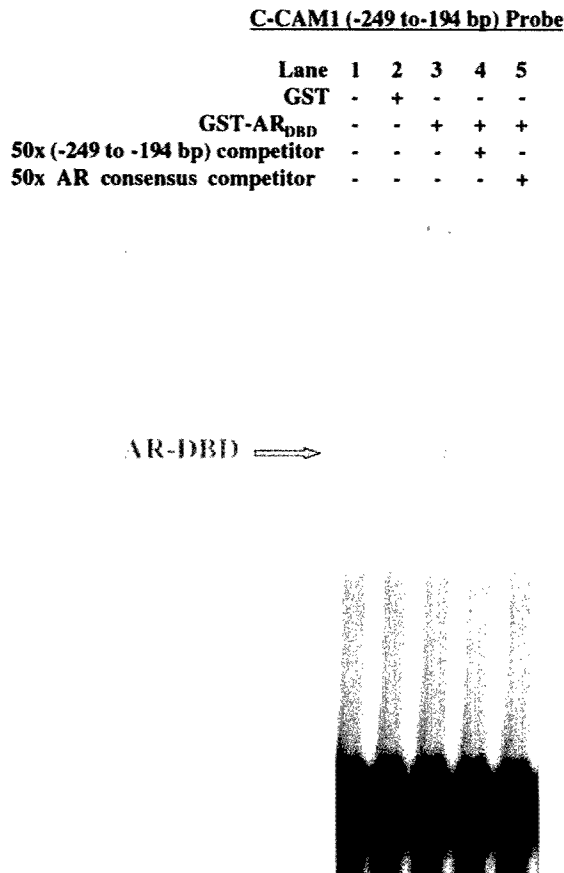 C-CAM1 (-249 to-194 bp) Probe
Lane 1 2 3 4 5
GST - + - - -
GST-ARDBD - - + + +
50x (-249 to -194 bp) competitor - - - + -
50x AR consensus competitor - - - - +
AR-DBD